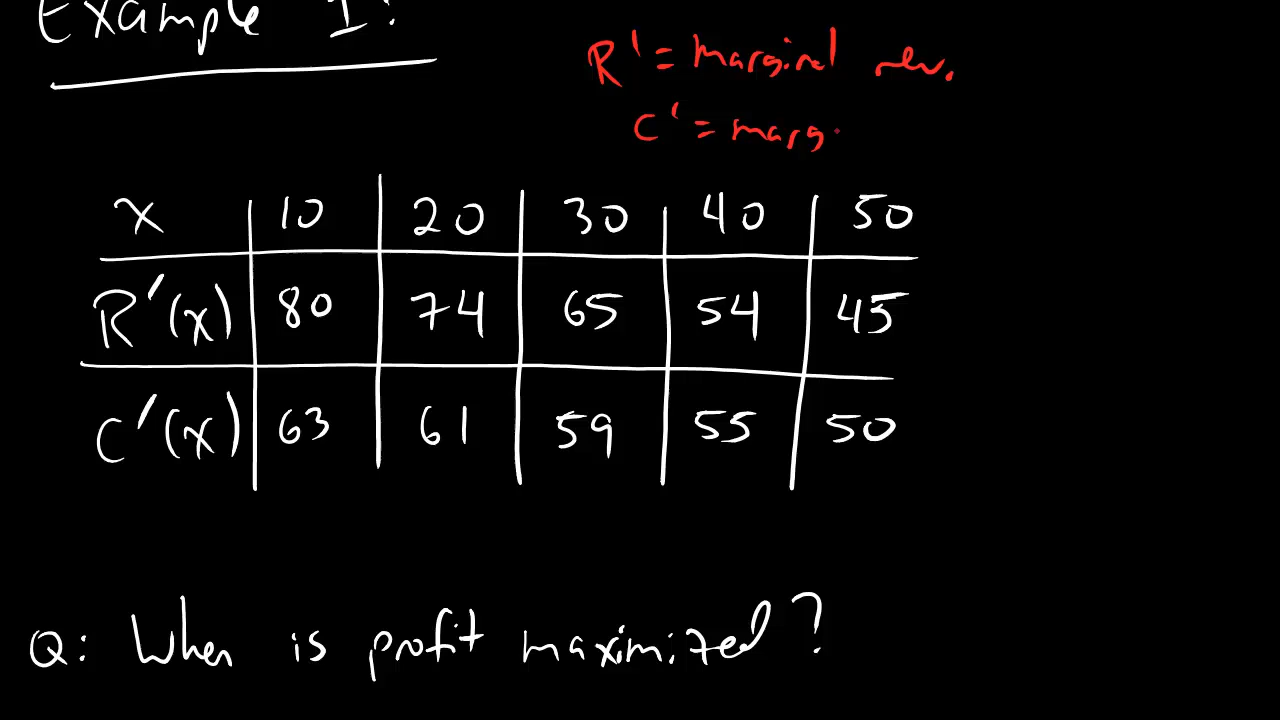 Example 1:
R' = marginal rev.
C' = marg
x 10 20 30 40 50
R'(x) 80 74 65 54 45
C'(x) 63 61 59 55 50
Q: When is profit maximized?